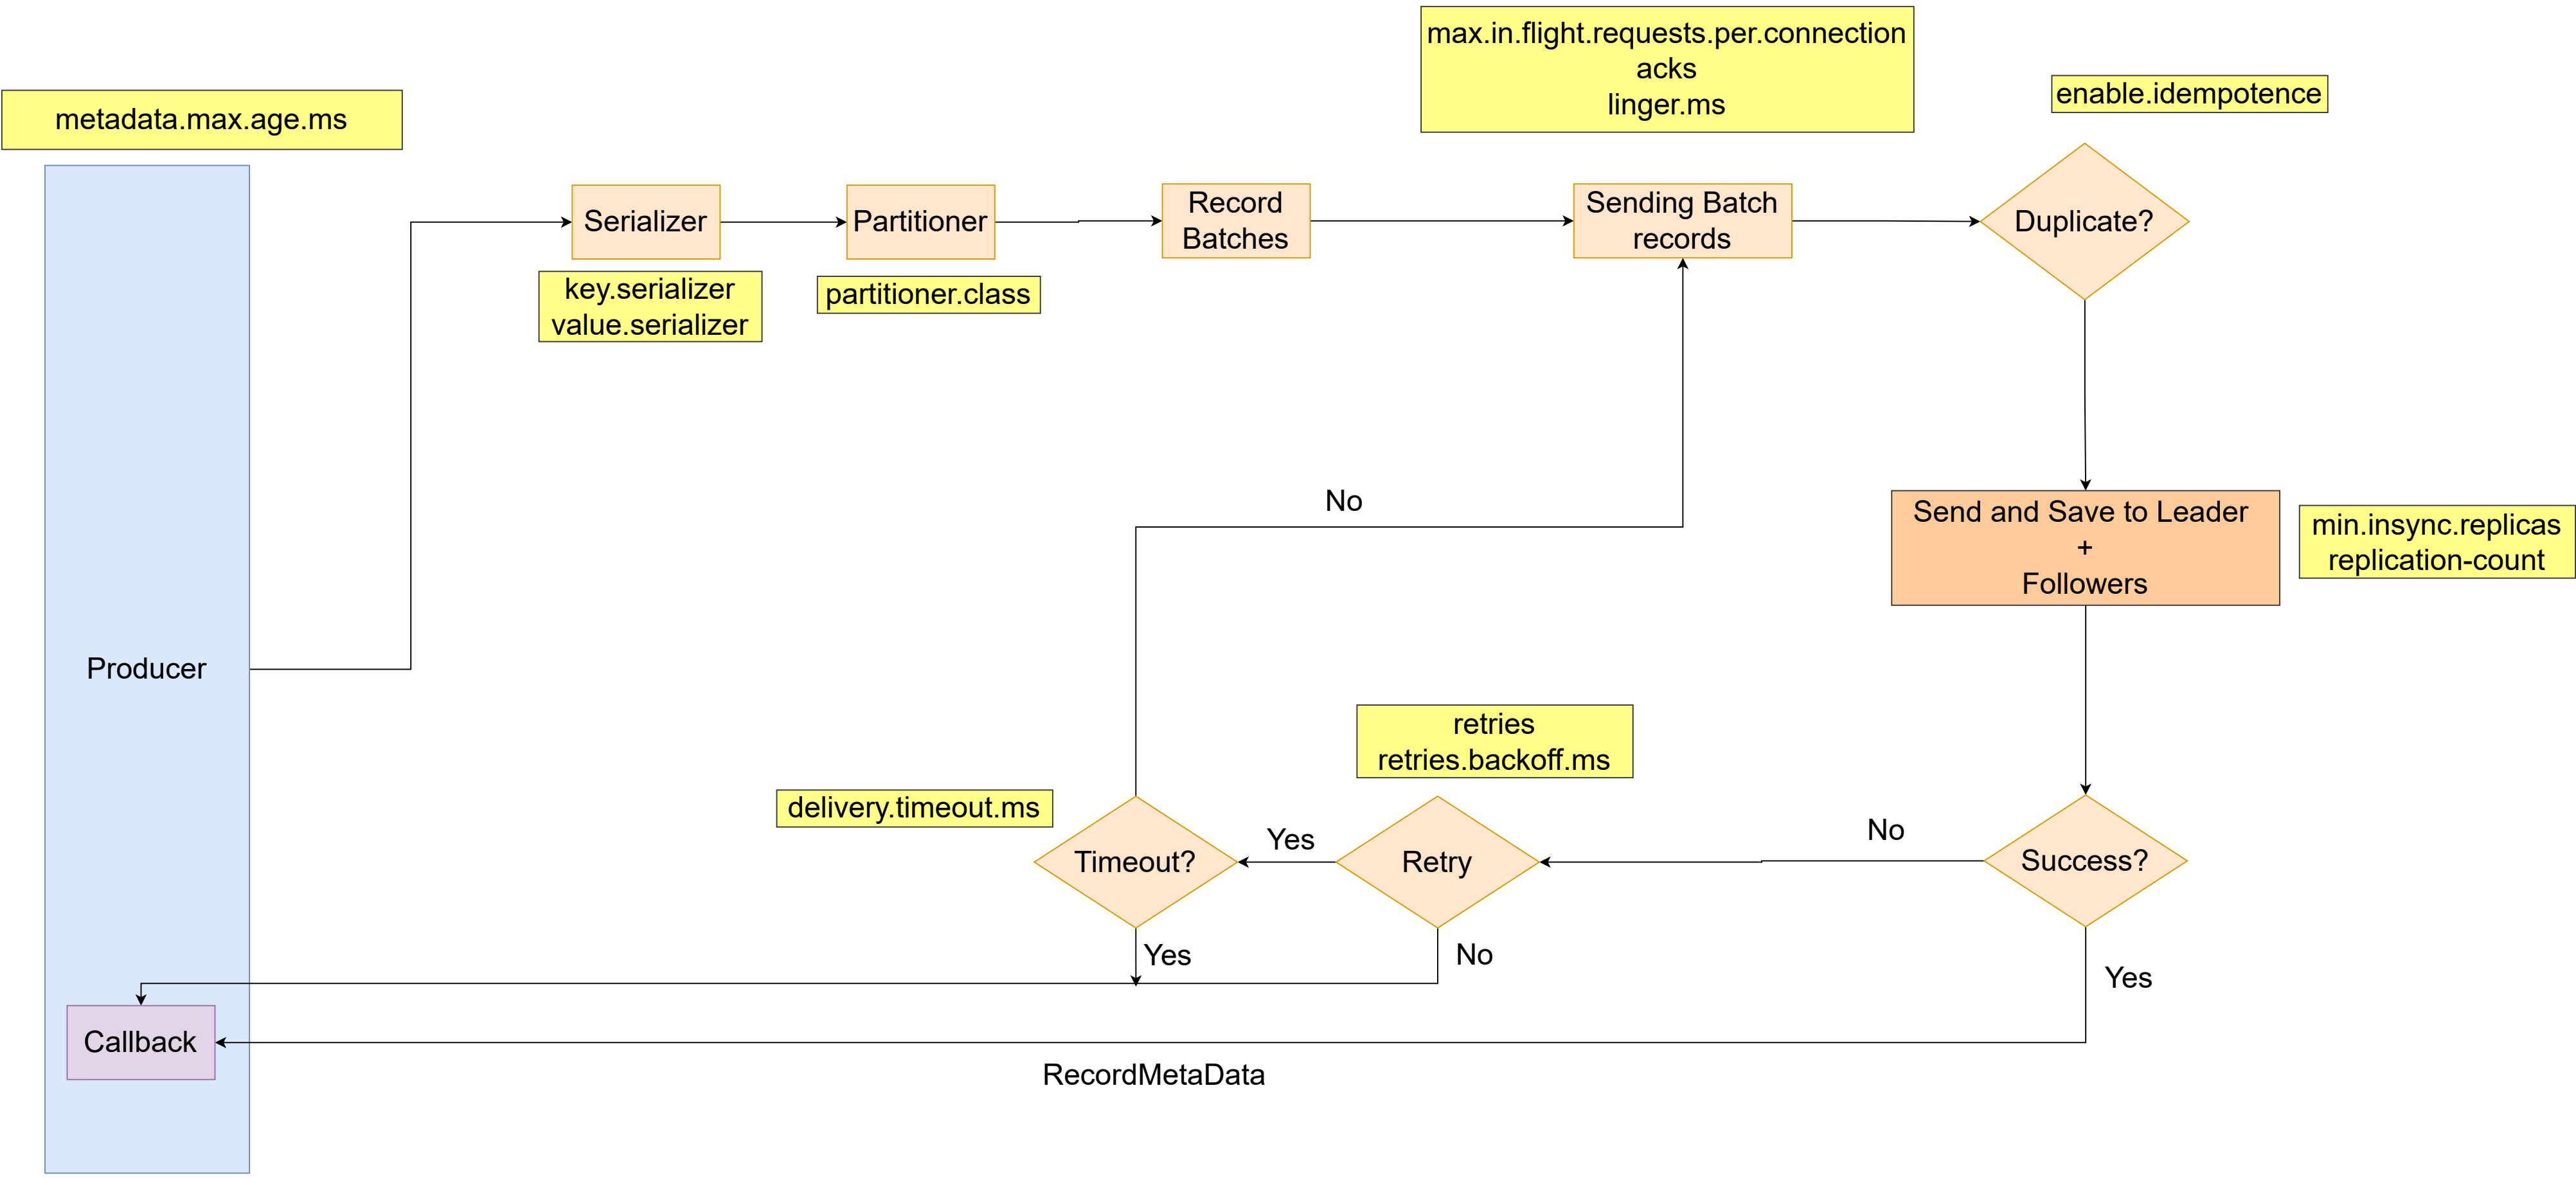 max.in.flight.requests.per.connection
acks
linger.ms
enable.idempotence
metadata.max.age.ms
Serializer
Partitioner
Record
Batches
Sending Batch
records
Duplicate?
key.serializer
value.serializer
partitioner.class
No
Send and Save to Leader
+
Followers
min.insync.replicas
replication-count
Producer
retries
retries.backoff.ms
delivery.timeout.ms
Timeout?
Yes
Retry
No
Success?
Yes
No
Yes
Callback
RecordMetaData